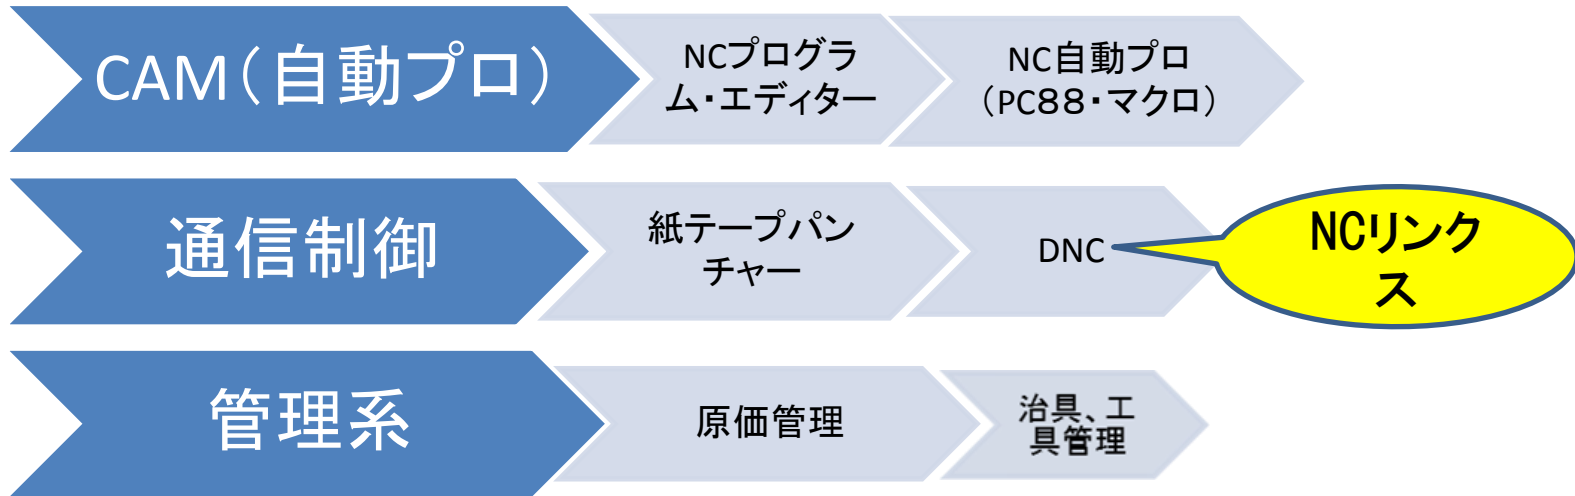 CAM(自動プロ)
NCプログラ
ム・エディター
NC自動プロ
(PC88・マクロ)
通信制御
紙テープパン
チャー
DNC
NCリンク
ス
管理系
原価管理
冶具、工
具管理